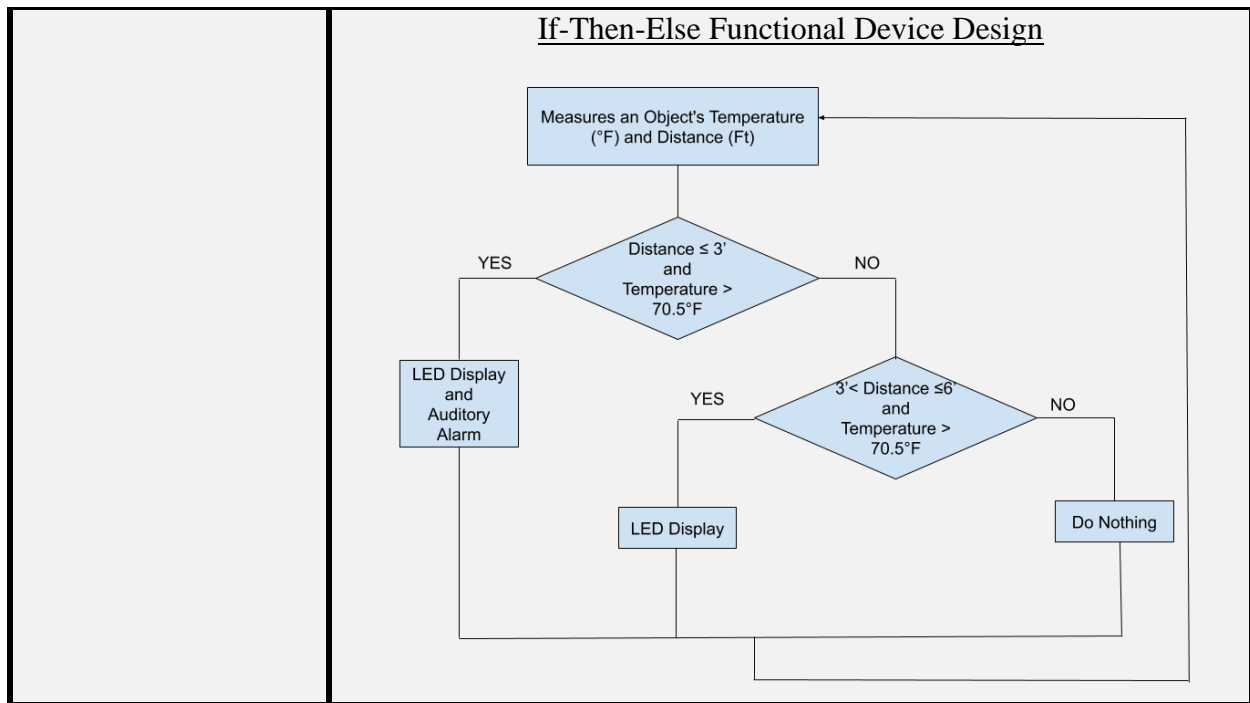 If-Then-Else Functional Device Design
Measures an Object's Temperature
(°F) and Distance (Ft)
Distance ≤ 3’
and
Temperature >
70.5°F
YES
NO
LED Display
and
Auditory
Alarm
3’< Distance ≤6’
and
Temperature >
70.5°F
YES
NO
LED Display
Do Nothing